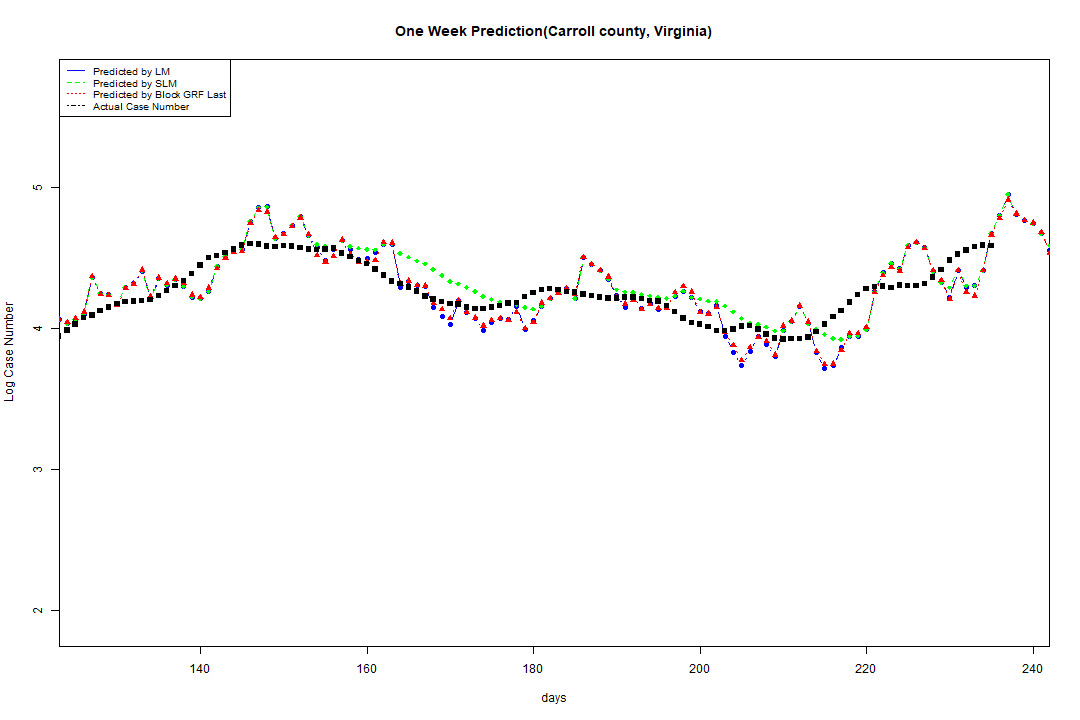 One Week Prediction(Carroll county, Virginia)
Predicted by LM
Predicted by SLM
Predicted by Block GRF Last
Actual Case Number
5
4
3
2
Log Case Number
140 160 180 200 220 240
days